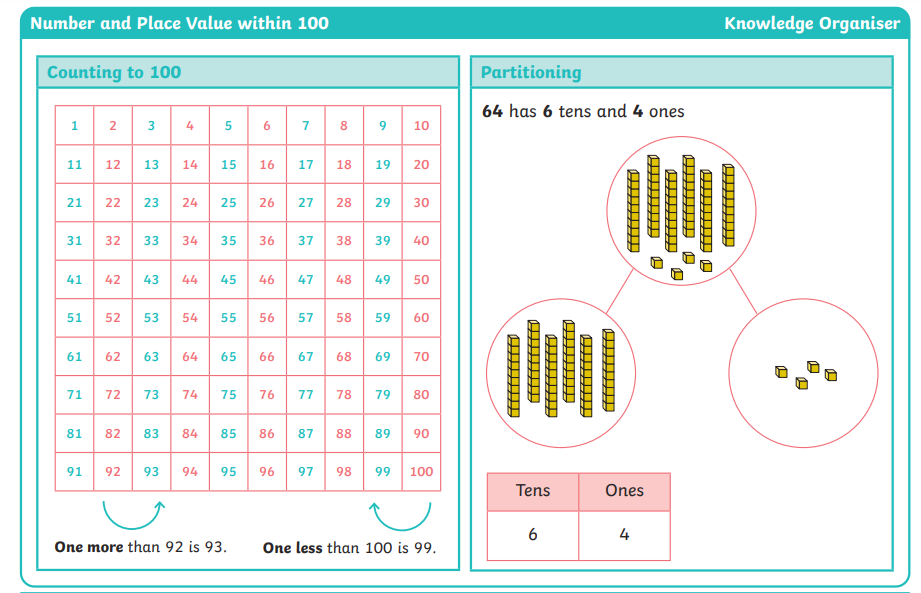 Number and Place Value within 100
Knowledge Organiser
Counting to 100
1 2 3 4 5 6 7 8 9 10
11 12 13 14 15 16 17 18 19 20
21 22 23 24 25 26 27 28 29 30
31 32 33 34 35 36 37 38 39 40
41 42 43 44 45 46 47 48 49 50
51 52 53 54 55 56 57 58 59 60
61 62 63 64 65 66 67 68 69 70
71 72 73 74 75 76 77 78 79 80
81 82 83 84 85 86 87 88 89 90
91 92 93 94 95 96 97 98 99 100
One more than 92 is 93.
One less than 100 is 99.
Partitioning
64 has 6 tens and 4 ones
Tens Ones
6 4